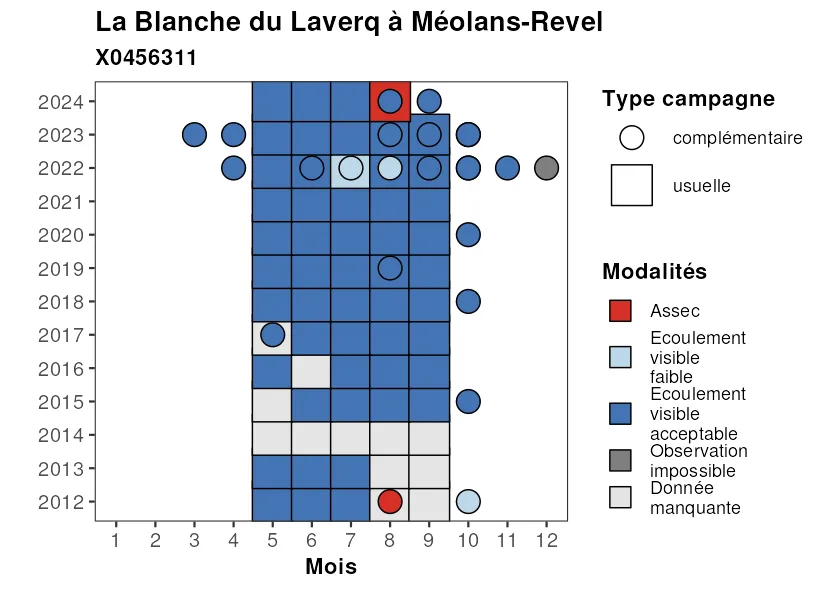 La Blanche du Laverq à Méolans-Revel
X0456311
2024
2023
2022
2021
2020
2019
2018
2017
2016
2015
2014
2013
2012
1 2 3 4 5 6 7 8 9 10 11 12
Mois
Type campagne
complémentaire
usuelle
Modalités
Assec
Ecoulement
visible
faible
Ecoulement
visible
acceptable
Observation
impossible
Donnée
manquante